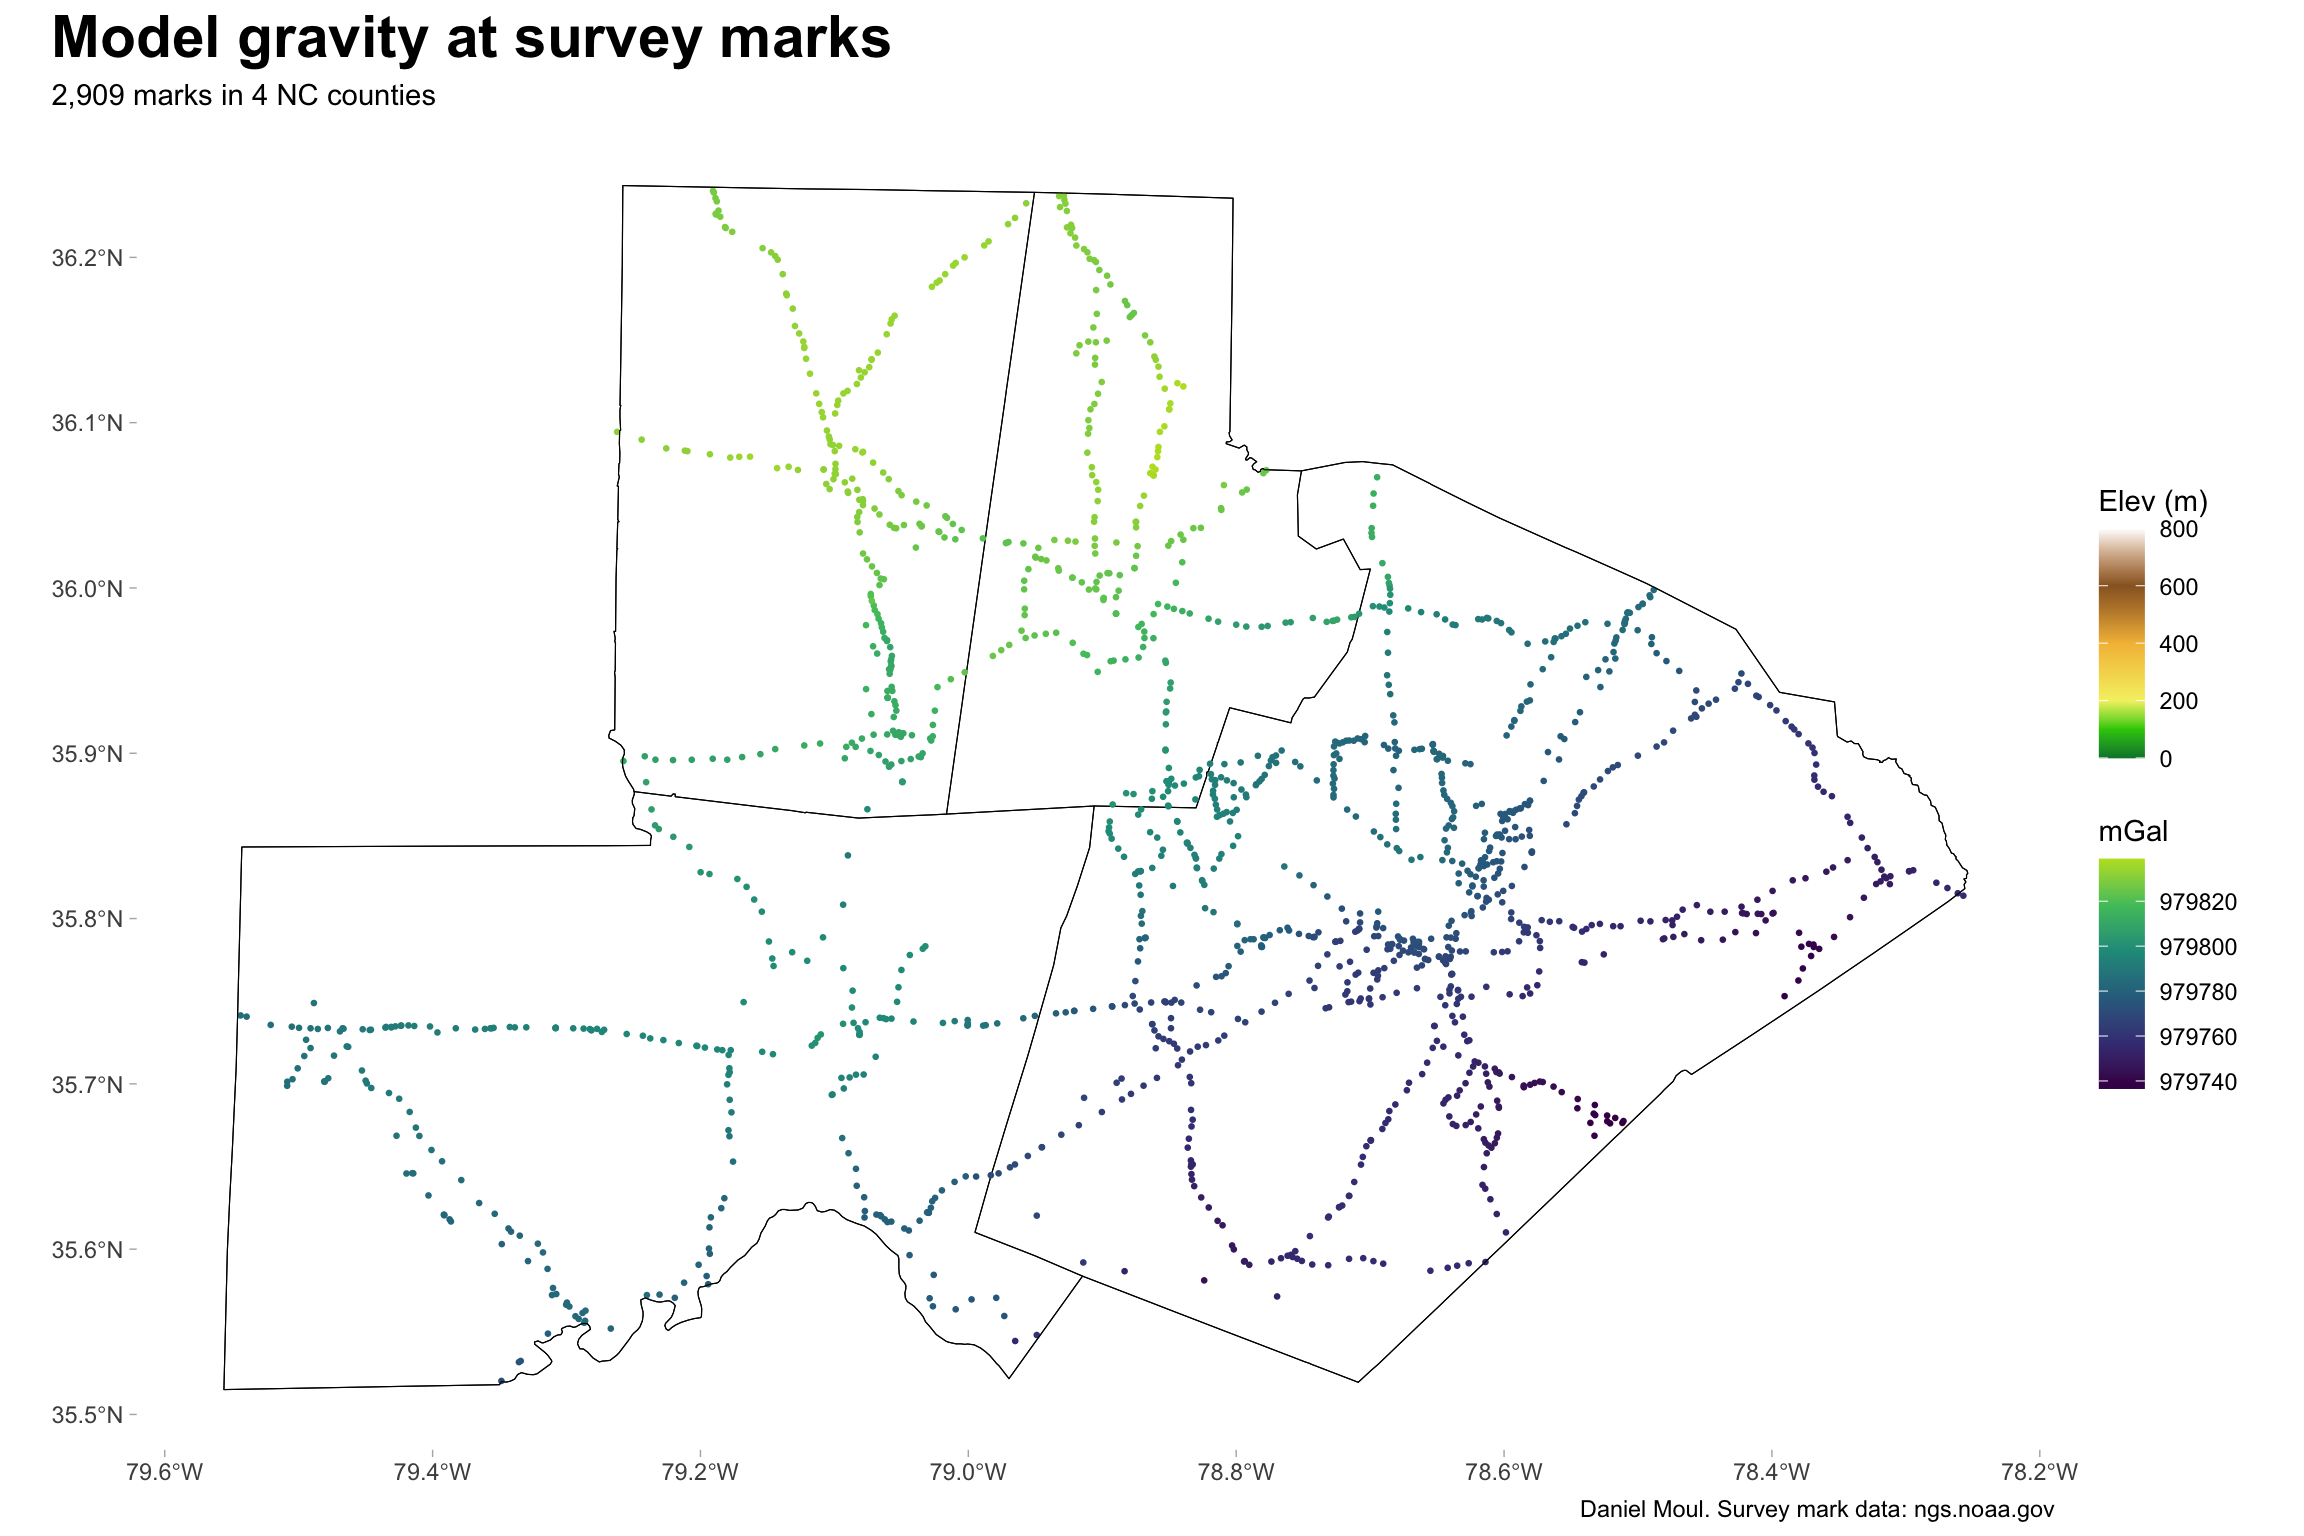 Model gravity at survey marks
2,909 marks in 4 NC counties
36.2°N
36.1°N
36.0°N
35.9°N
35.8°N
35.7°N
35.6°N
35.5°N
79.6°W
79.4°W
79.2°W
79.0°W
78.8°W
78.6°W
78.4°W
78.2°W
Elev (m)
800
600
400
200
0
mGal
979820
979800
979780
979760
979740
Daniel Moul. Survey mark data: ngs.noaa.gov